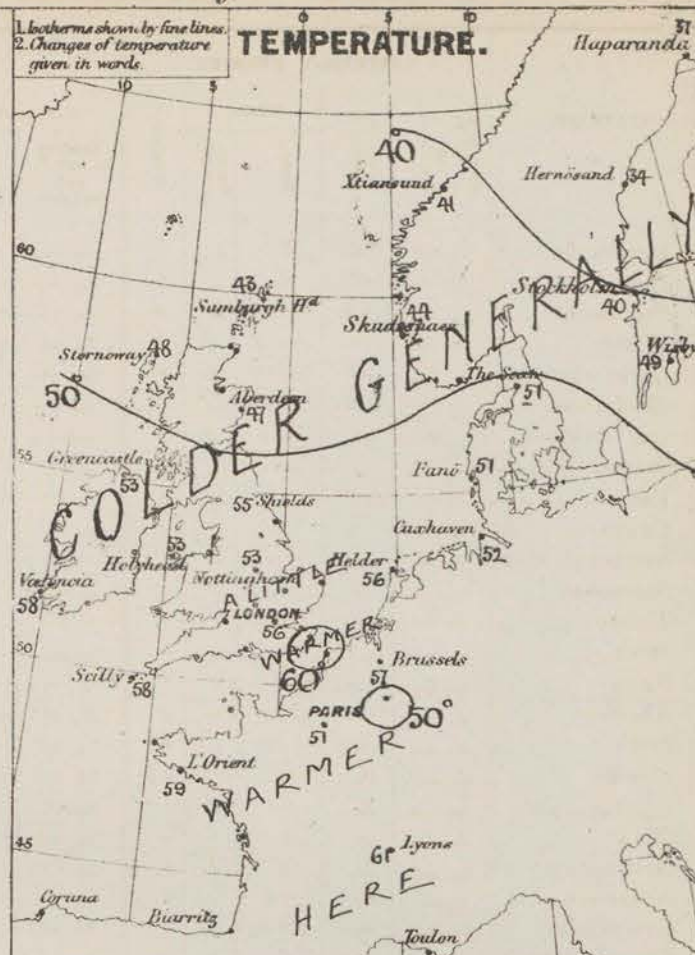 0 5 10
1. Isotherms shown by fine lines.
2. Changes of temperature
given in words.
TEMPERATURE.
Haparanda
10 5
40
Xtiansund
41
Hernösand 34
60
43
Sumburgh Hd
Stockholm
40
44
Skudesnaes
Stornoway 48
The Scaw
51
Wisby
49
50
Aberdeen
47
COLDER GENERALLY
55
Greencastle
53
Fanö 51
55 Shields
Cuxhaven
52
Holyhead
53
53
Nottingham
Helder
56
Valencia
58
A LITTLE
WARMER
LONDON
56
50
Scilly
58
60
Brussels
51
50°
PARIS
51
L'Orient
59
WARMER
HERE
45
Lyons
Coruna
Biarritz
Toulon